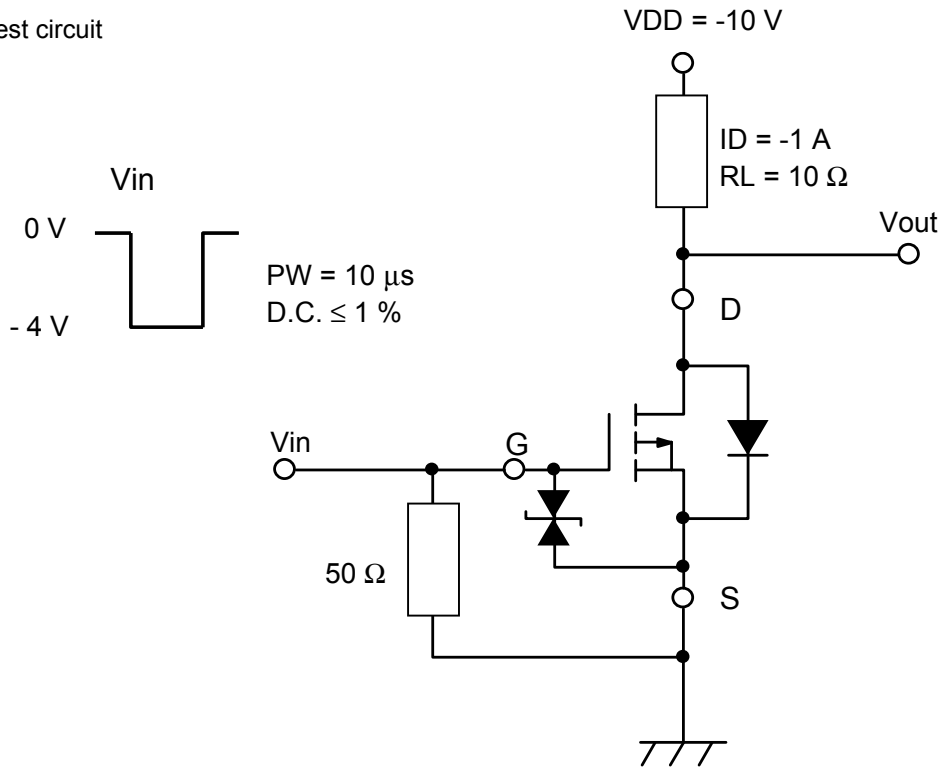 est circuit
VDD = -10 V
ID = -1 A
RL = 10 Ω
Vin
0 V
Vout
PW = 10 μs
D.C. ≤ 1 %
- 4 V
D
Vin
G
50 Ω
S